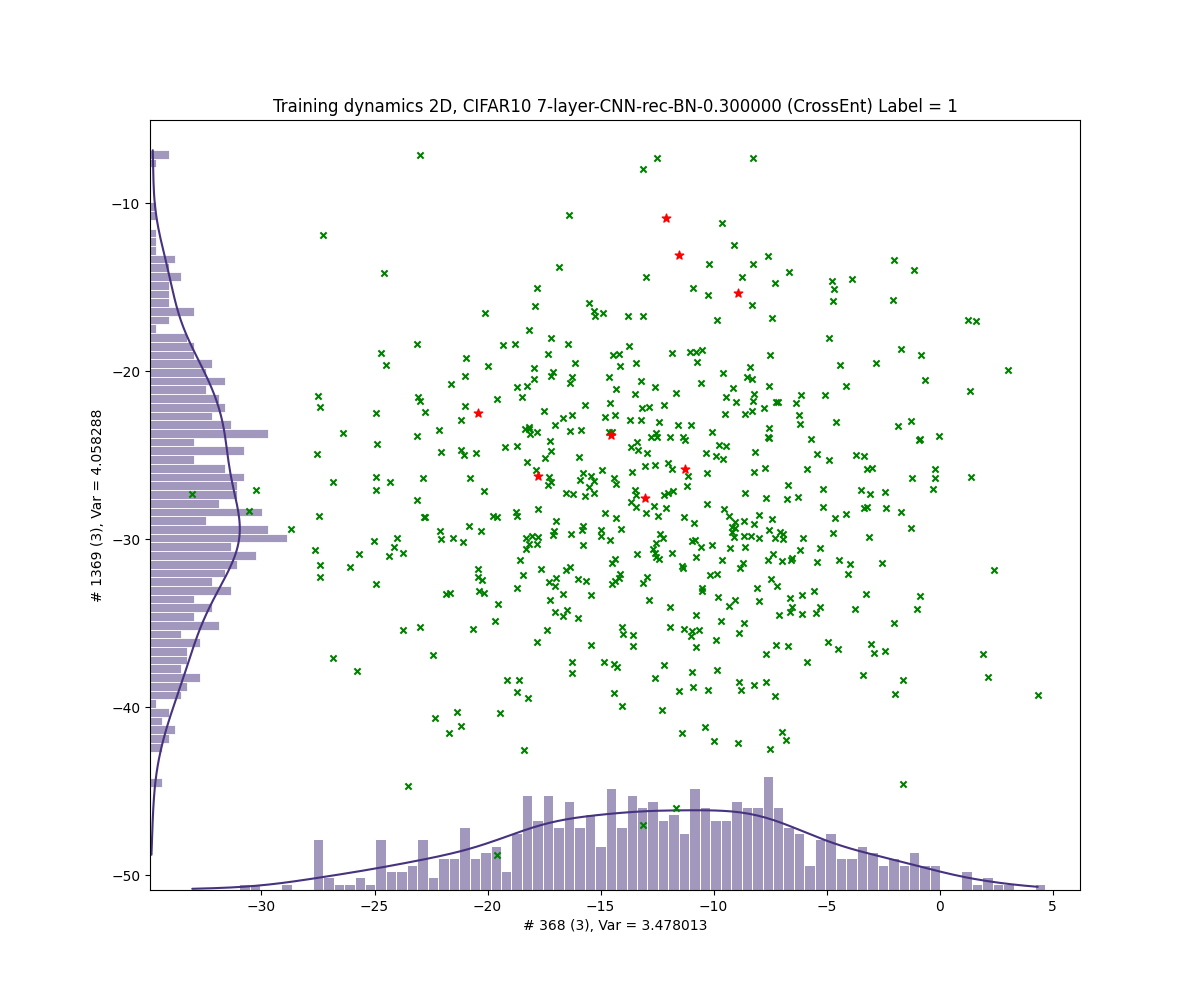 Training dynamics 2D, CIFAR10 7-layer-CNN-rec-BN-0.300000 (CrossEnt) Label = 1
# 1369 (3), Var = 4.058288
−10
−20
−30
−40
−50
−30 −25 −20 −15 −10 −5 0 5
# 368 (3), Var = 3.478013